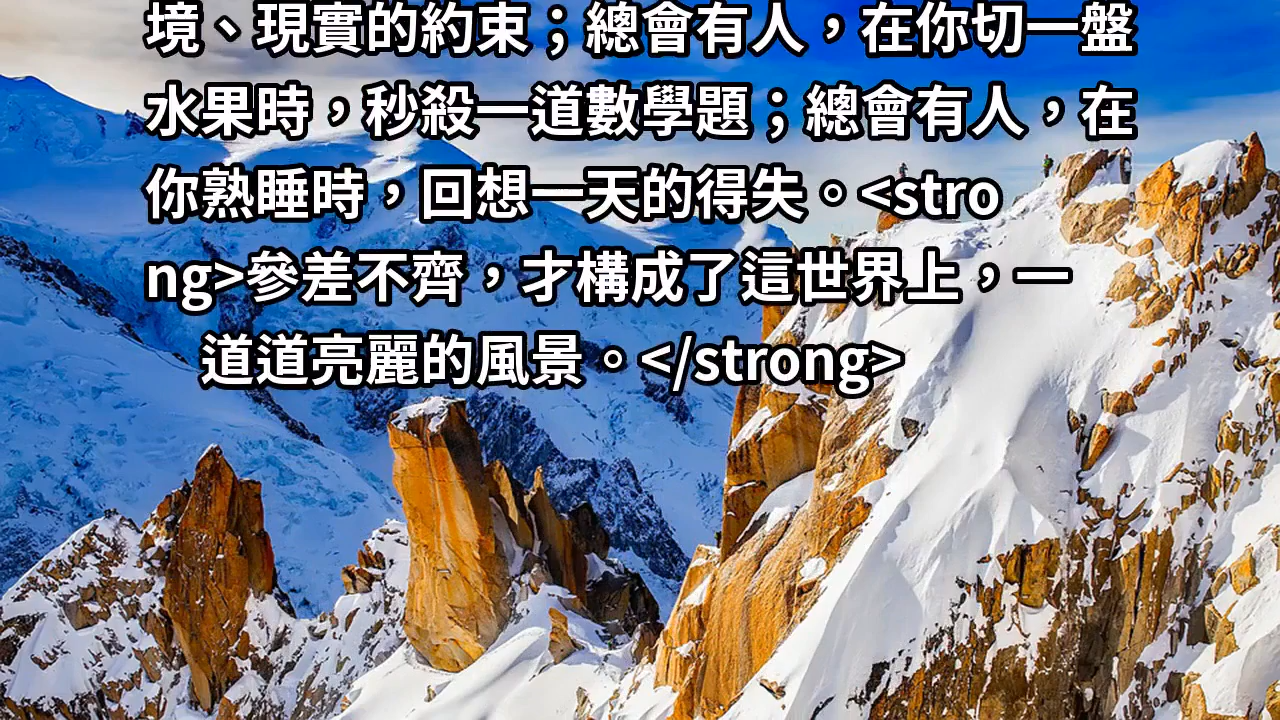 境、現實的約束；總會有人，在你切一盤
水果時，秒殺一道數學題；總會有人，在
你熟睡時，回想一天的得失。<stro
ng>參差不齊，才構成了這世界上，一
道道亮麗的風景。</strong>